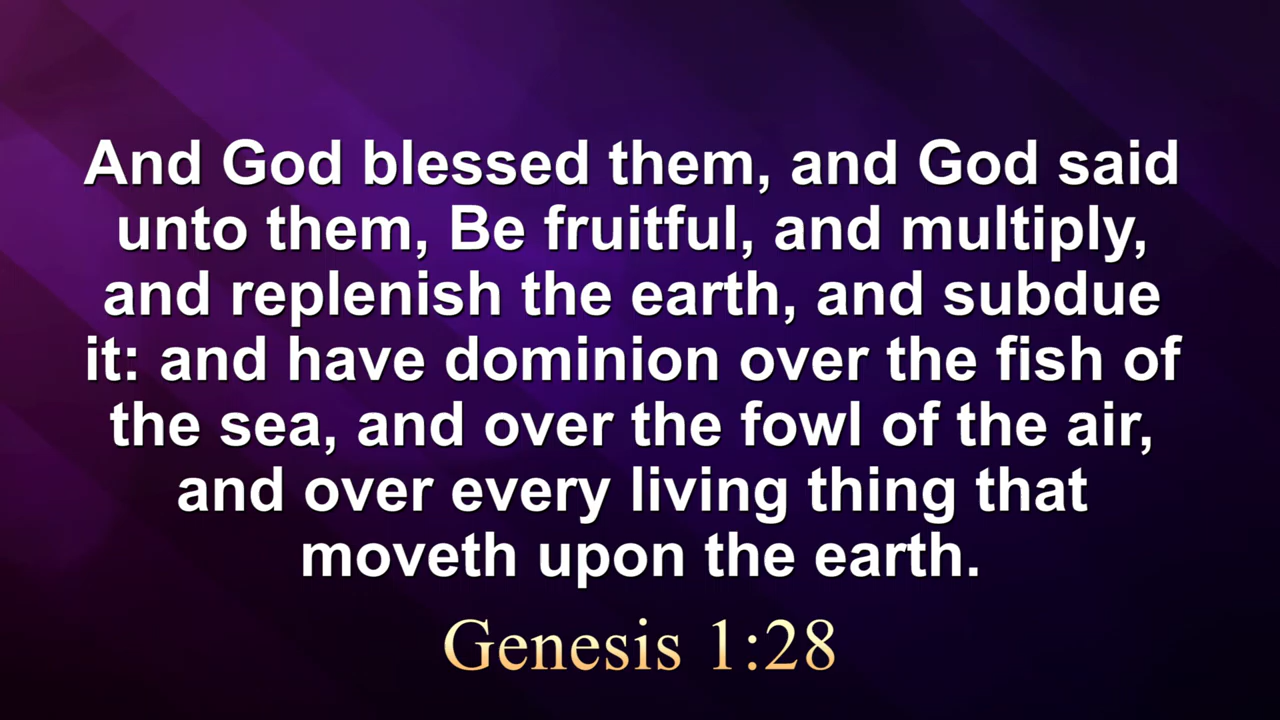 And God blessed them, and God said
unto them, Be fruitful, and multiply,
and replenish the earth, and subdue
it: and have dominion over the fish of
the sea, and over the fowl of the air,
and over every living thing that
moveth upon the earth.
Genesis 1:28